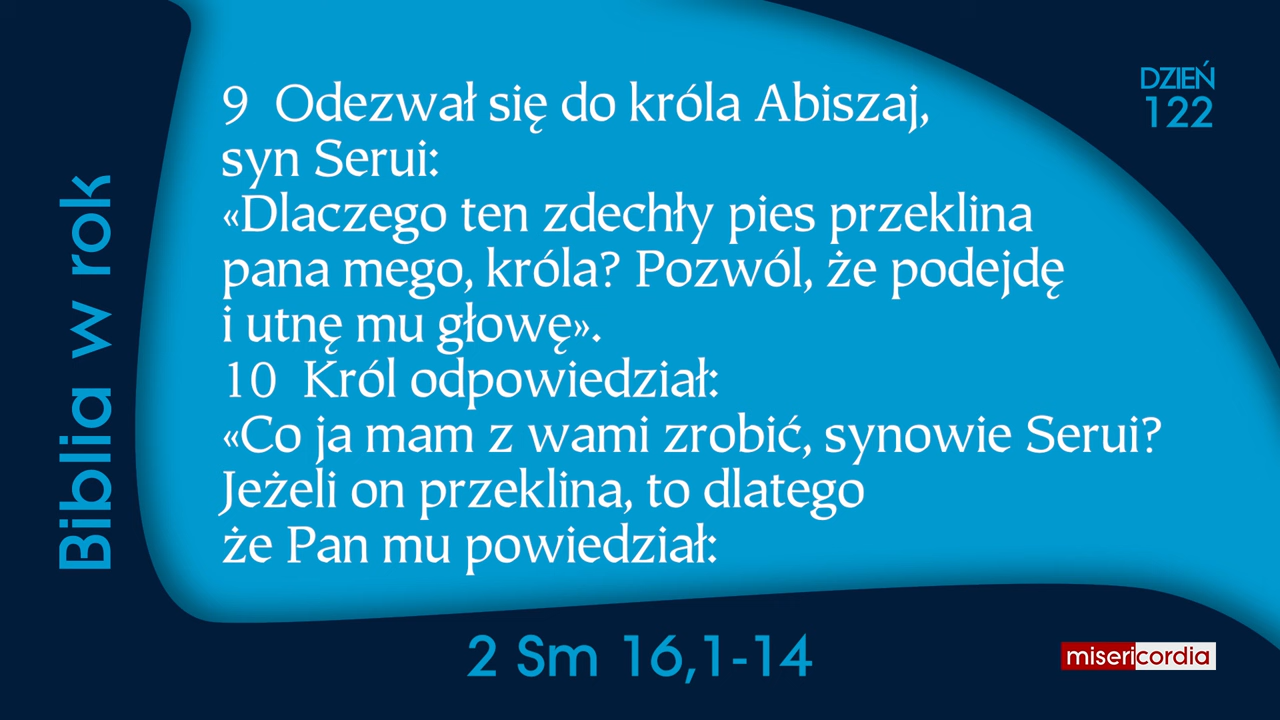 DZIEŃ
122
9 Odezwał się do króla Abiszaj,
syn Serui:
«Dlaczego ten zdechły pies przeklina
pana mego, króla? Pozwól, że podejdę
i utnę mu głowę».
10 Król odpowiedział:
«Co ja mam z wami zrobić, synowie Serui?
Jeżeli on przeklina, to dlatego
że Pan mu powiedział:
Biblia w rok
2 Sm 16,1-14
misericordia